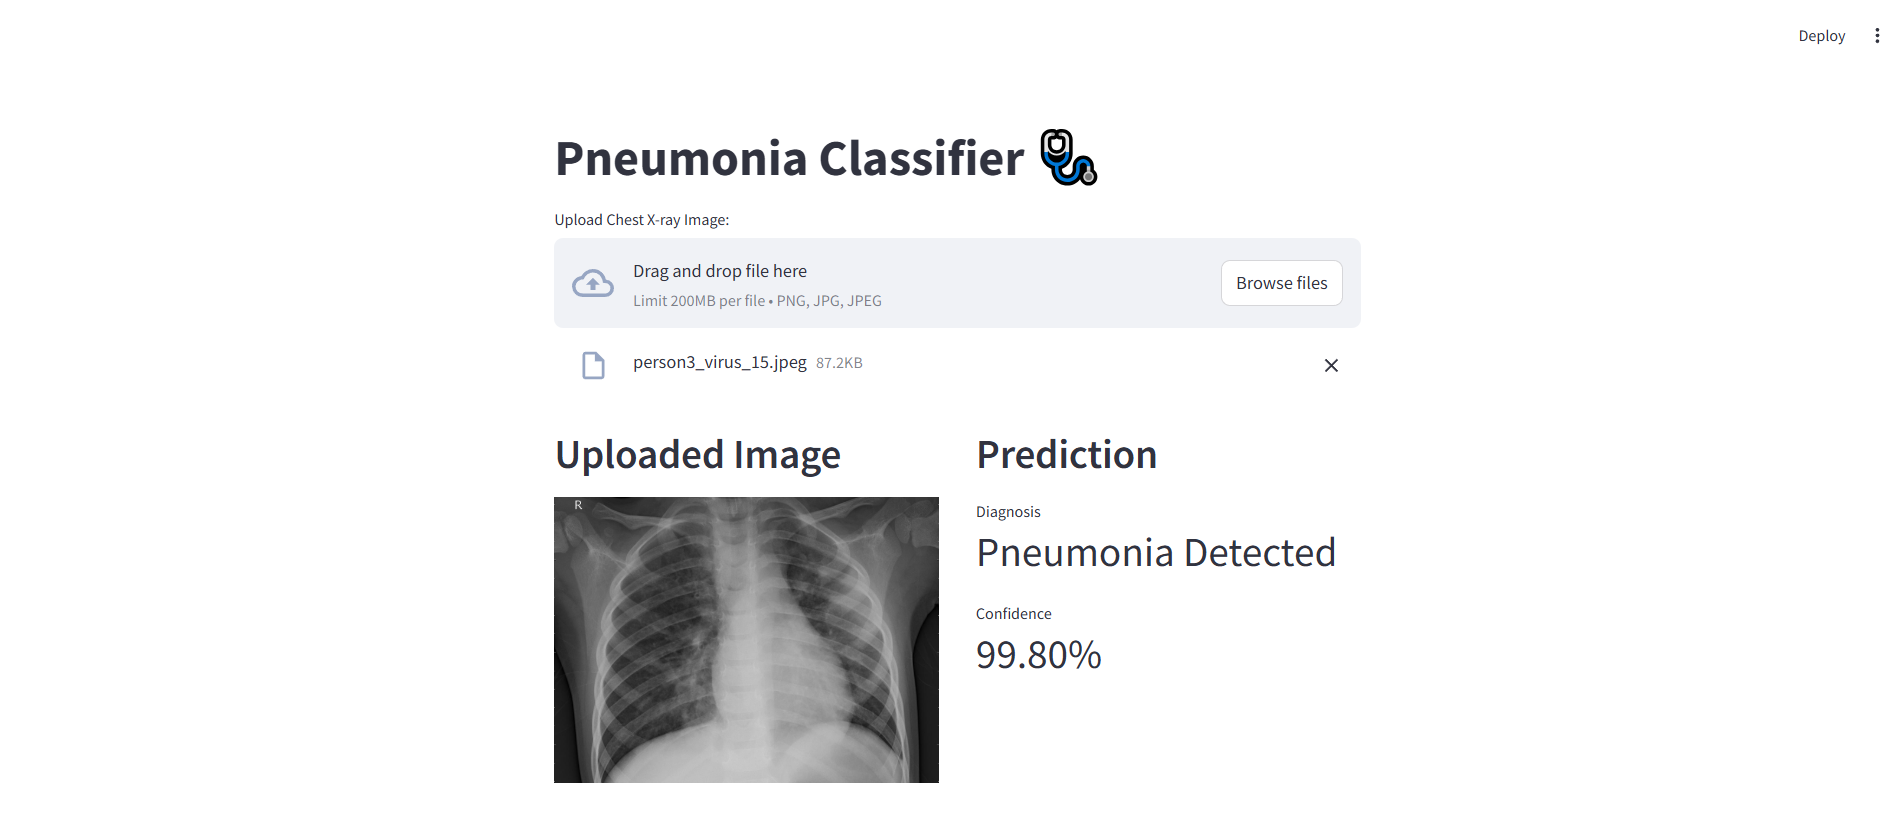 Deploy
Pneumonia Classifier
Upload Chest X-ray Image:
Drag and drop file here
Limit 200MB per file • PNG, JPG, JPEG
Browse files
person3_virus_15.jpeg 87.2KB
Uploaded Image
R
Prediction
Diagnosis
Pneumonia Detected
Confidence
99.80%